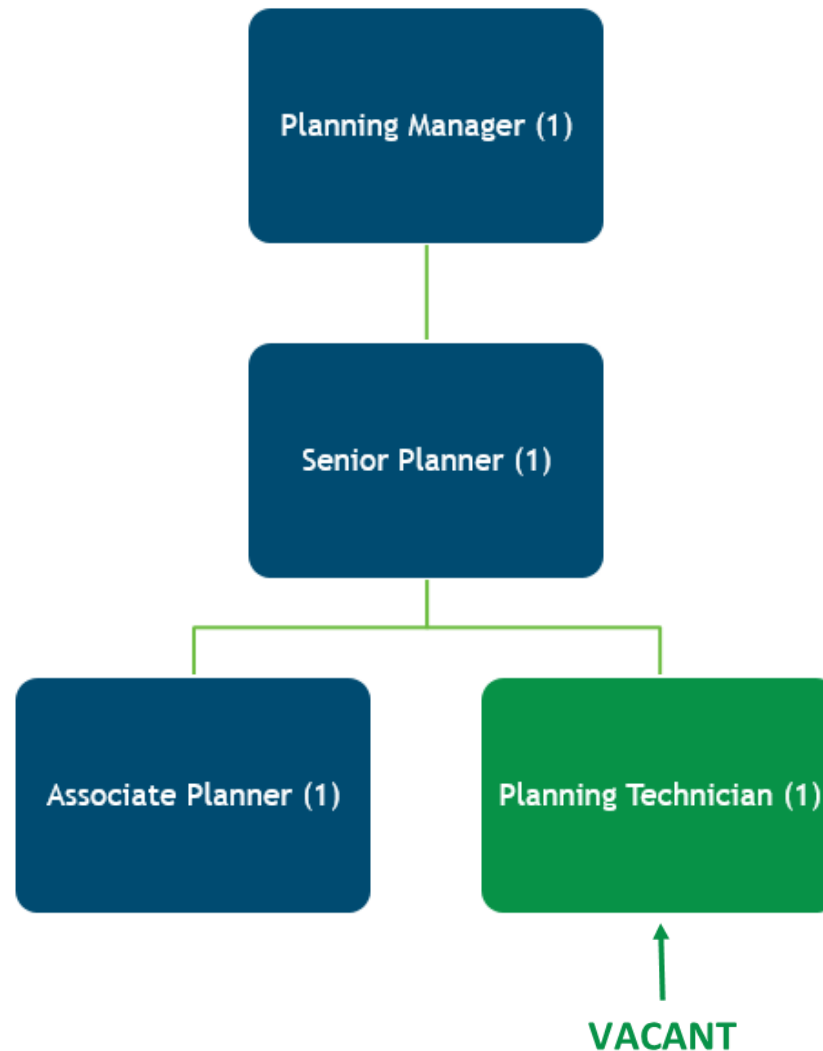 Planning Manager (1)
Senior Planner (1)
Associate Planner (1)
Planning Technician (1)
VACANT